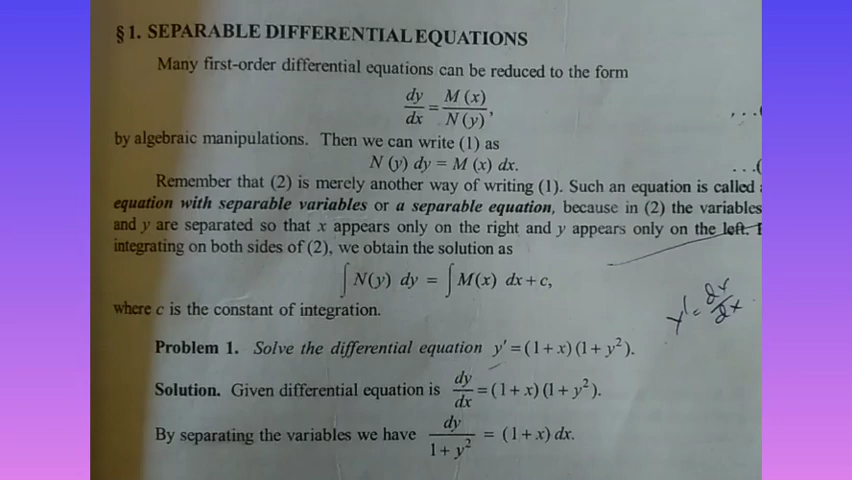 §1. SEPARABLE DIFFERENTIAL EQUATIONS
Many first-order differential equations can be reduced to the form
dy/dx = M (x)/N (y),
by algebraic manipulations. Then we can write (1) as
N (y) dy = M (x) dx.
Remember that (2) is merely another way of writing (1). Such an equation is called
equation with separable variables or a separable equation, because in (2) the variables
and y are separated so that x appears only on the right and y appears only on the left.
integrating on both sides of (2), we obtain the solution as
∫ N(y) dy = ∫ M(x) dx + c,
where c is the constant of integration.
y' = dy/dx
Problem 1. Solve the differential equation y' = (1 + x) (1 + y²).
Solution. Given differential equation is dy/dx = (1 + x) (1 + y²).
By separating the variables we have dy/1 + y² = (1 + x) dx.